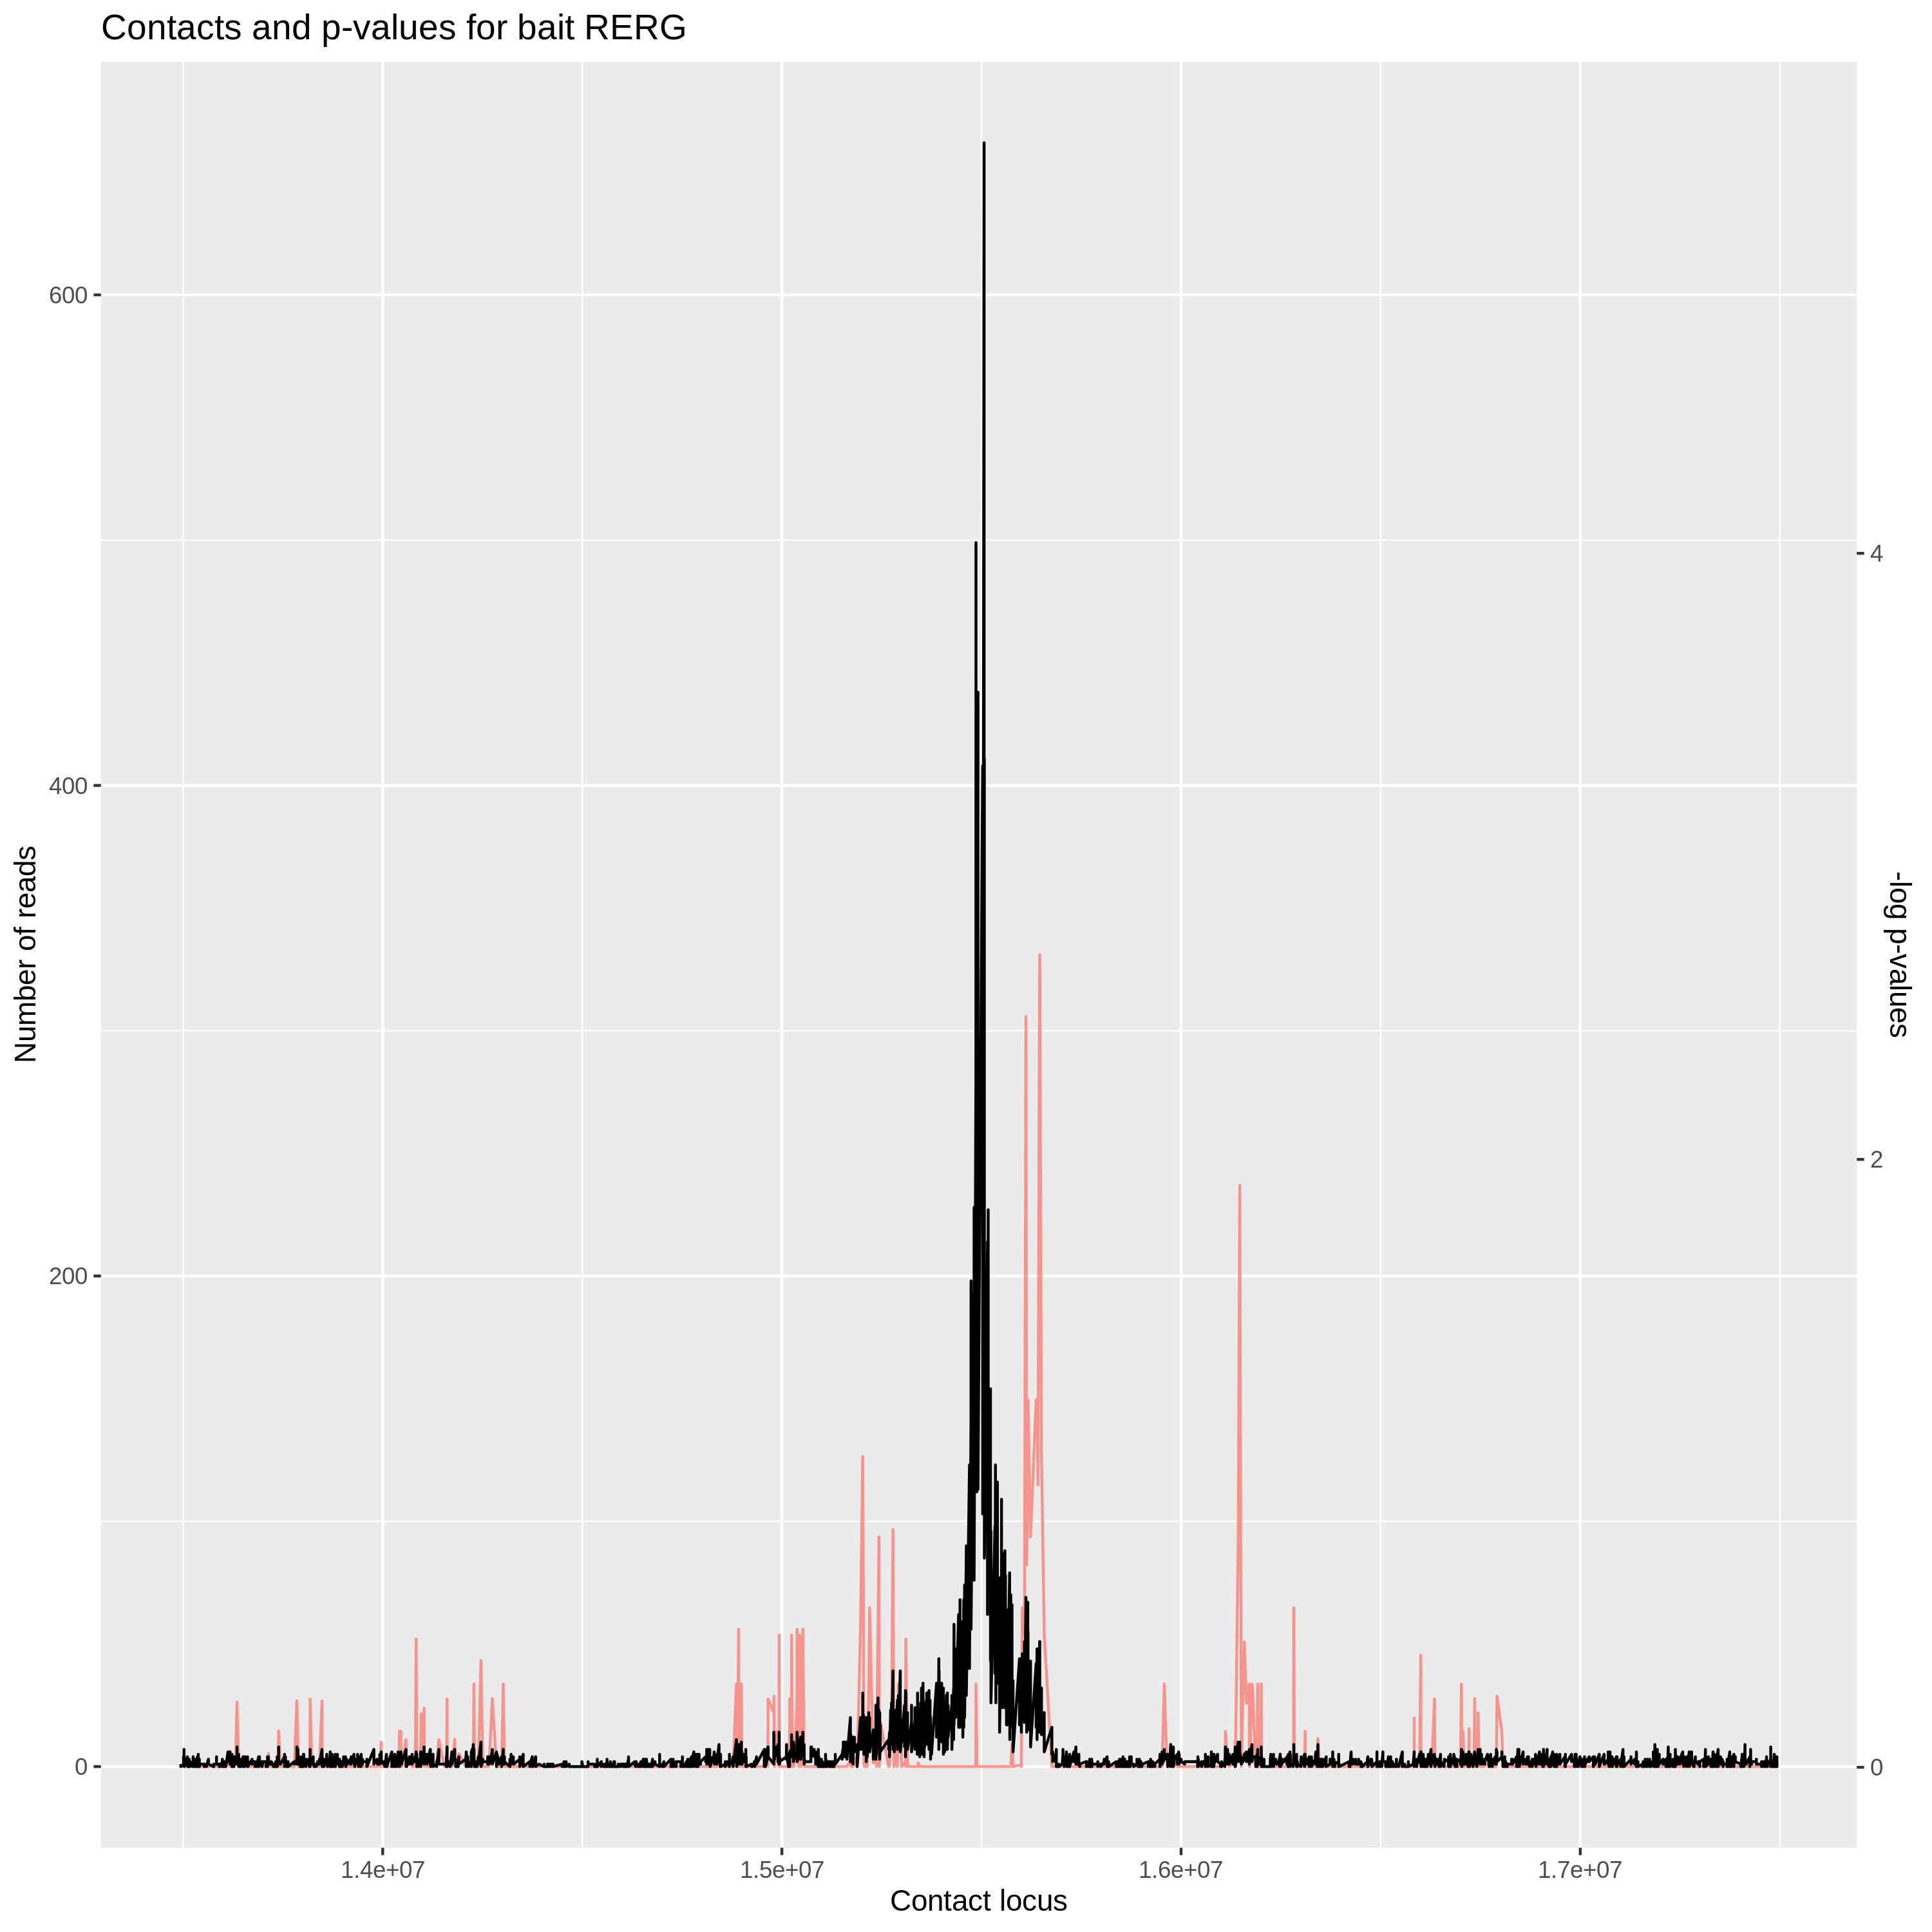 Contacts and p-values for bait RERG
600
400
200
0
Number of reads
4
2
0
-log p-values
1.4e+07
1.5e+07
1.6e+07
1.7e+07
Contact locus